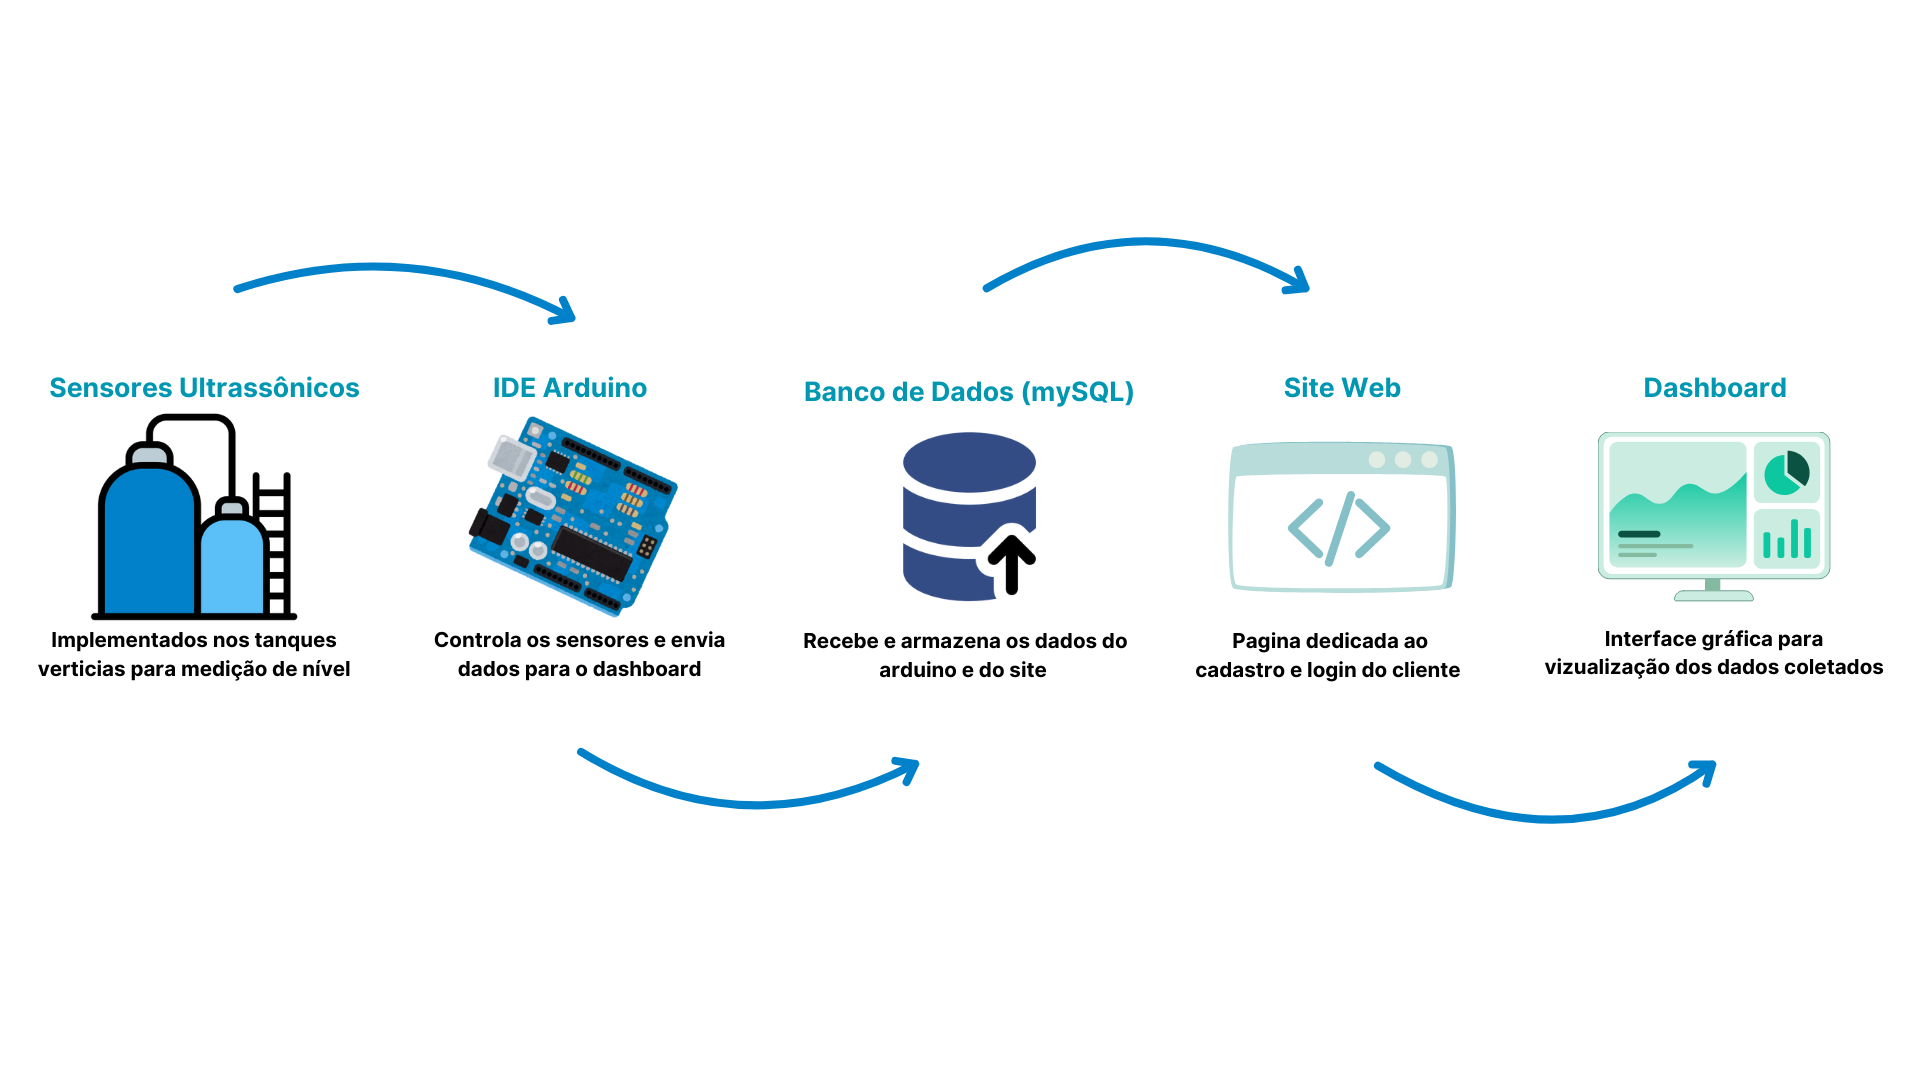 Sensores Ultrassônicos
Implementados nos tanques
verticias para medição de nível
IDE Arduino
Controla os sensores e envia
dados para o dashboard
Banco de Dados (mySQL)
Recebe e armazena os dados do
arduino e do site
Site Web
Pagina dedicada ao
cadastro e login do cliente
Dashboard
Interface gráfica para
vizualização dos dados coletados